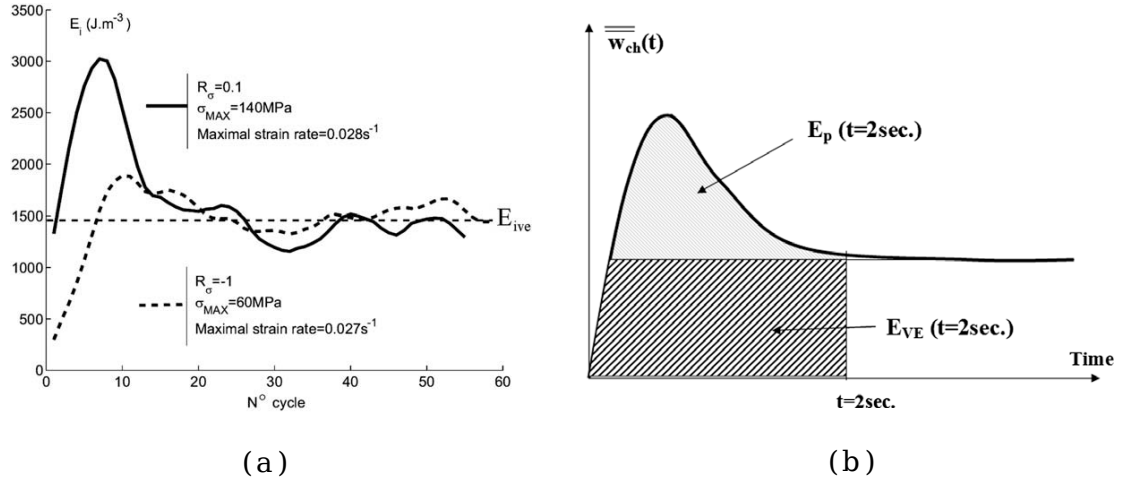 E_i (J.m^-3)
3500
3000
2500
2000
1500
1000
500
0
R_σ=0.1
σ_MAX=140MPa
Maximal strain rate=0.028s^-1
E_ive
R_σ=-1
σ_MAX=60MPa
Maximal strain rate=0.027s^-1
0 10 20 30 40 50 60
N° cycle
(a)
w_ch(t)
E_p (t=2sec.)
E_VE (t=2sec.)
Time
t=2sec.
(b)